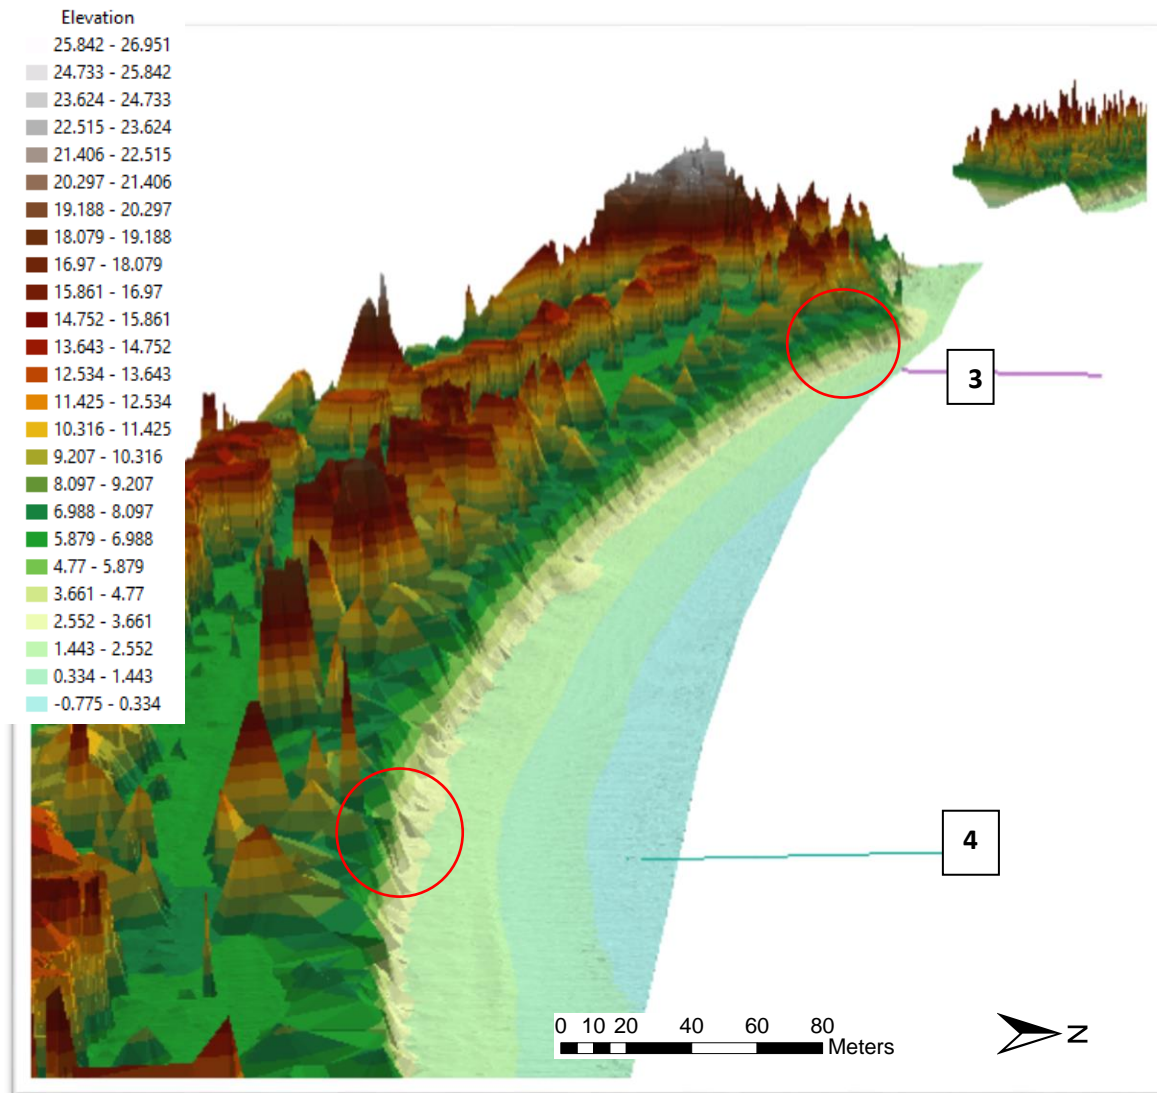 Elevation
25.842 - 26.951
24.733 - 25.842
23.624 - 24.733
22.515 - 23.624
21.406 - 22.515
20.297 - 21.406
19.188 - 20.297
18.079 - 19.188
16.97 - 18.079
15.861 - 16.97
14.752 - 15.861
13.643 - 14.752
12.534 - 13.643
11.425 - 12.534
10.316 - 11.425
9.207 - 10.316
8.097 - 9.207
6.988 - 8.097
5.879 - 6.988
4.77 - 5.879
3.661 - 4.77
2.552 - 3.661
1.443 - 2.552
0.334 - 1.443
-0.775 - 0.334
3
4
0 10 20 40 60 80
Meters
N